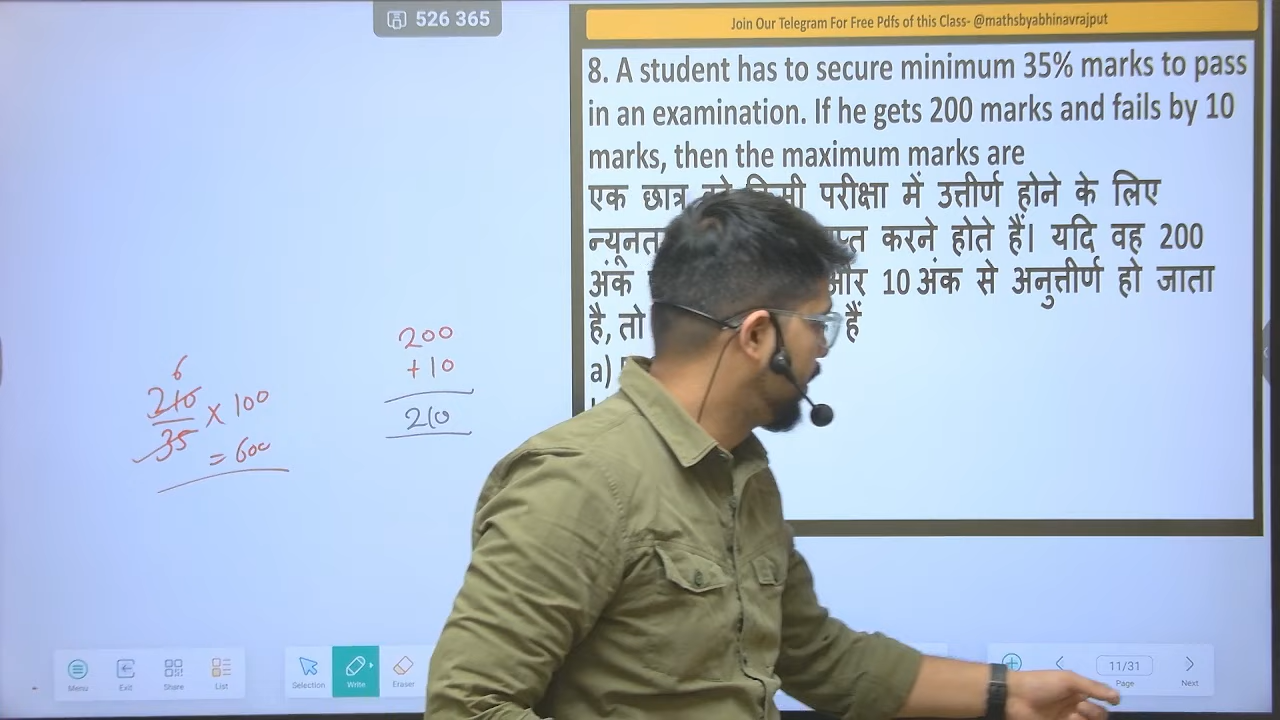 526 365
Join Our Telegram For Free Pdfs of this Class- @mathsbyabhinavrajput
8. A student has to secure minimum 35% marks to pass
in an examination. If he gets 200 marks and fails by 10
marks, then the maximum marks are
एक छात्र परीक्षा में उत्तीर्ण होने के लिए
करने होते हैं। यदि वह 200
अंक और 10 अंक से अनुत्तीर्ण हो जाता
है, तो हैं
a)
200
+10
210
6
210
35 × 100
= 600
Menu Exit Share List Selection Write Eraser 11/31 Page Next